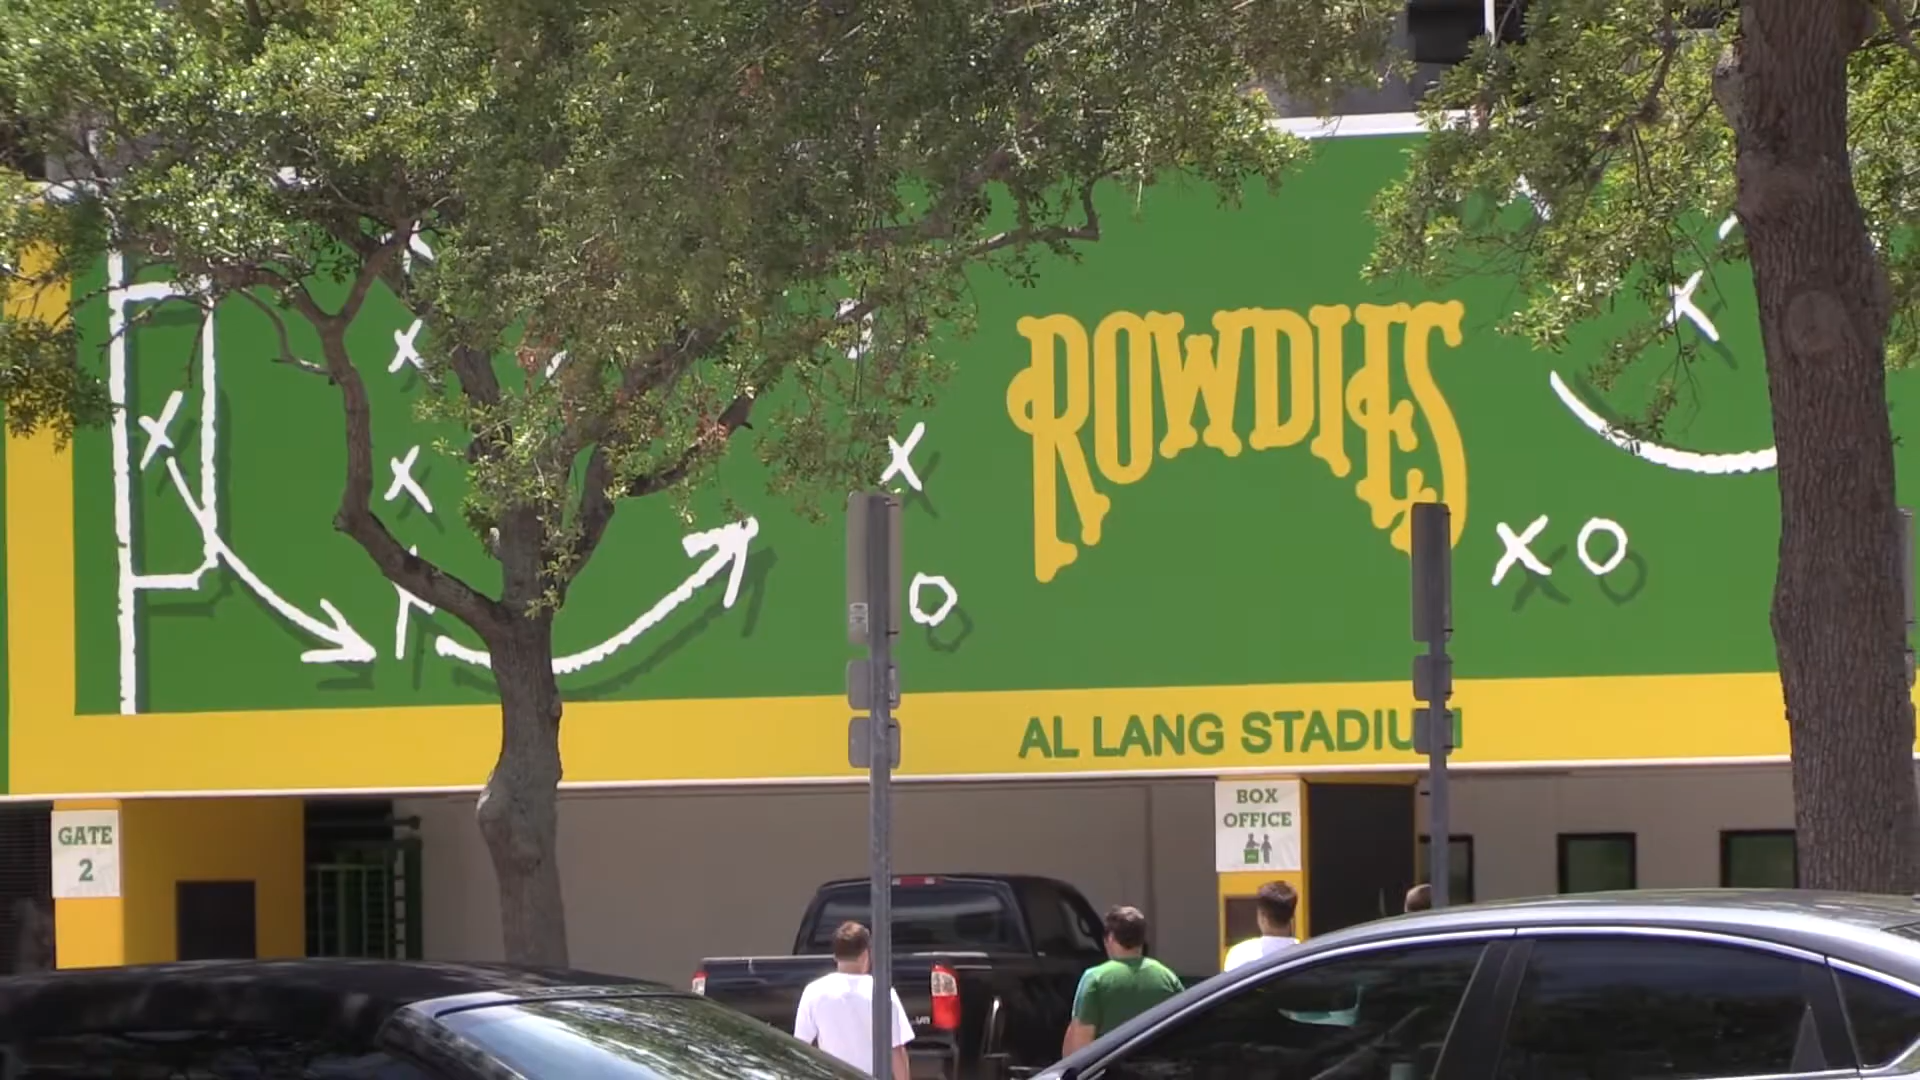 ROWDIES
AL LANG STADIUM
GATE
2
BOX
OFFICE
X
X
X
X
O
X O
X